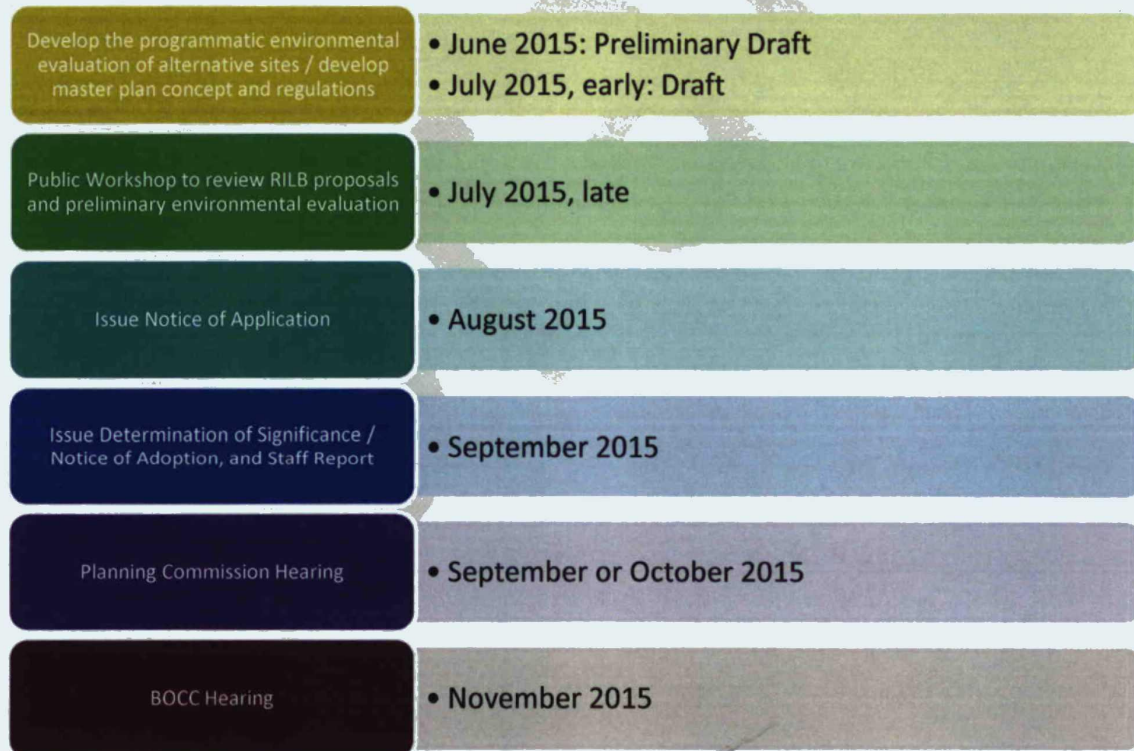 Develop the programmatic environmental
evaluation of alternative sites / develop
master plan concept and regulations
• June 2015: Preliminary Draft
• July 2015, early: Draft
Public Workshop to review RILB proposals
and preliminary environmental evaluation
• July 2015, late
Issue Notice of Application
• August 2015
Issue Determination of Significance /
Notice of Adoption, and Staff Report
• September 2015
Planning Commission Hearing
• September or October 2015
BOCC Hearing
• November 2015